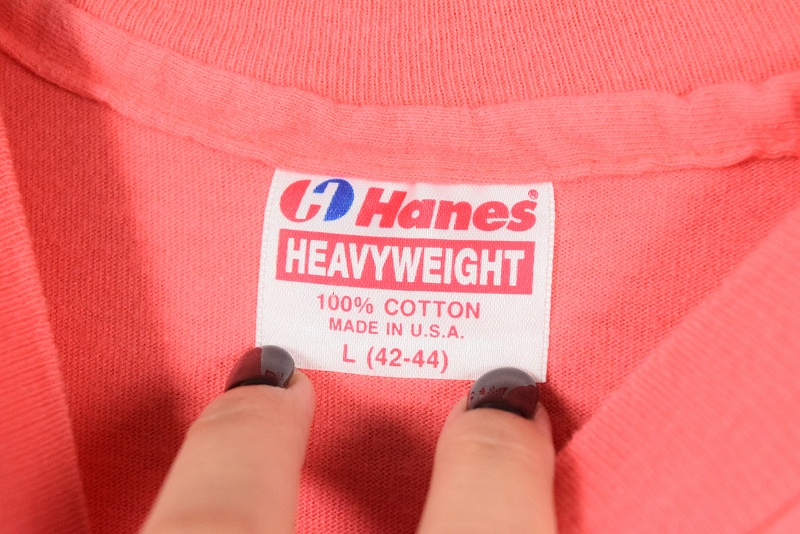 Hanes®
HEAVYWEIGHT
100% COTTON
MADE IN U.S.A.
L (42-44)